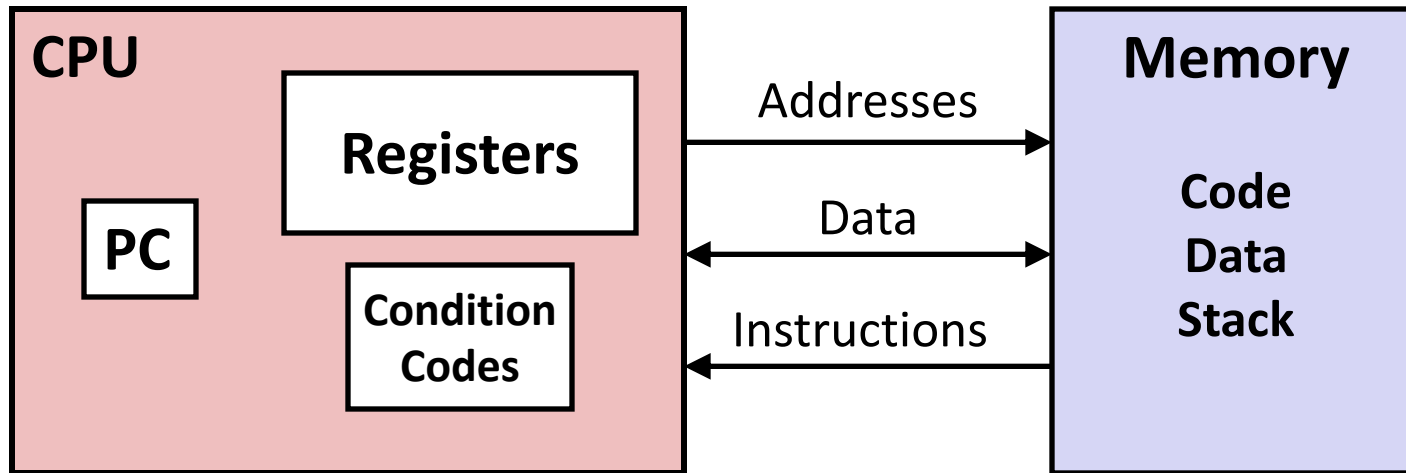 CPU
Registers
PC
Condition
Codes
Addresses
Data
Instructions
Memory
Code
Data
Stack